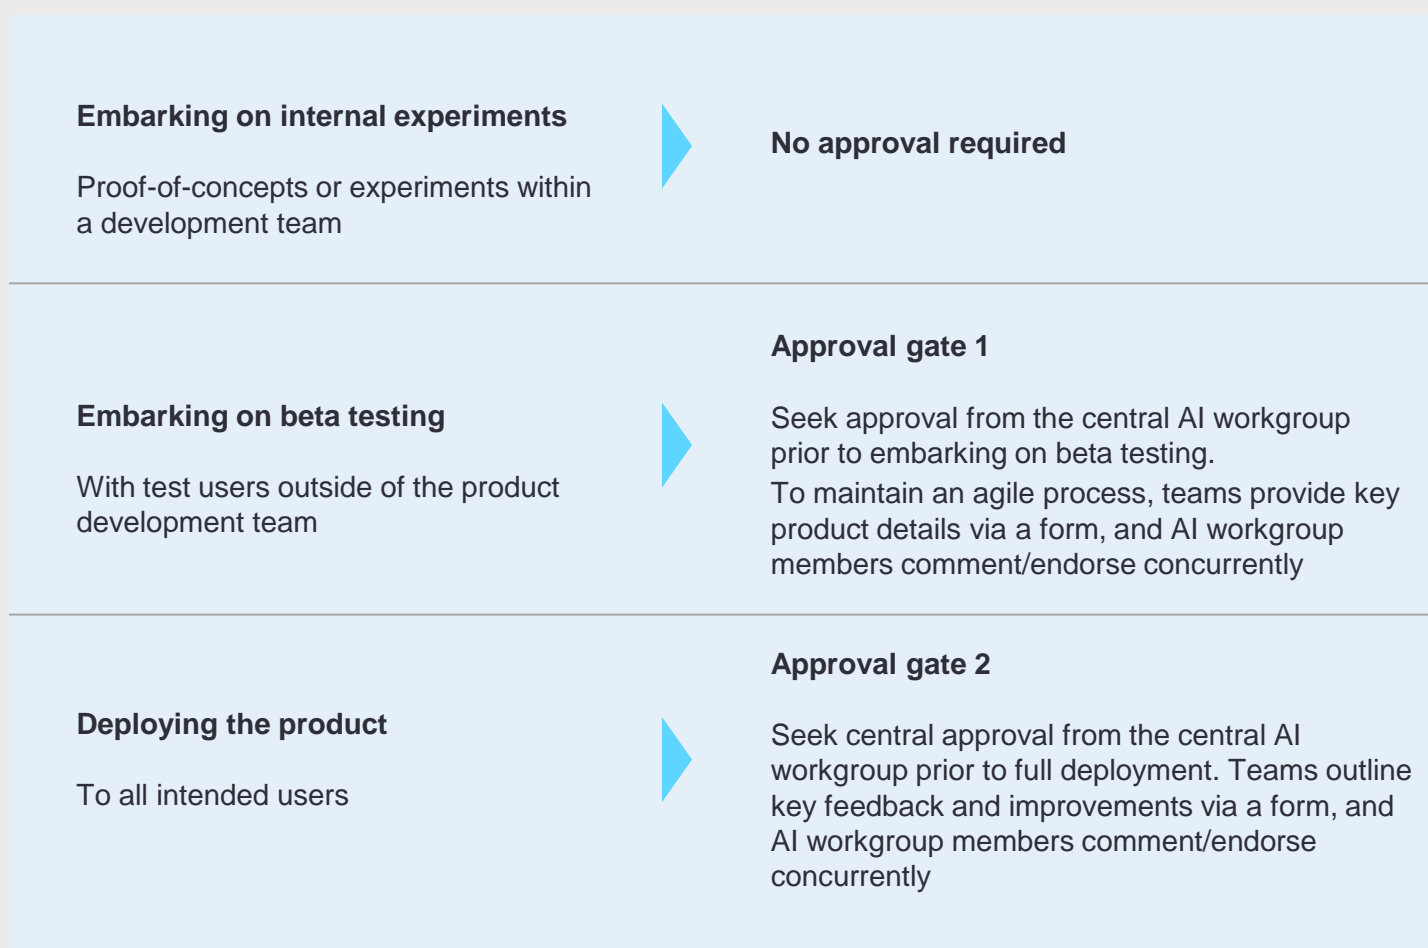 Embarking on internal experiments
Proof-of-concepts or experiments within
a development team
No approval required
Embarking on beta testing
With test users outside of the product
development team
Approval gate 1
Seek approval from the central AI workgroup
prior to embarking on beta testing.
To maintain an agile process, teams provide key
product details via a form, and AI workgroup
members comment/endorse concurrently
Deploying the product
To all intended users
Approval gate 2
Seek central approval from the central AI
workgroup prior to full deployment. Teams outline
key feedback and improvements via a form, and
AI workgroup members comment/endorse
concurrently